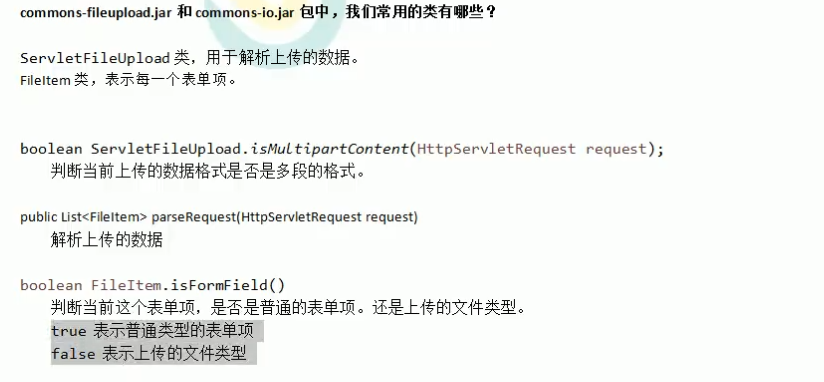 commons-fileupload.jar 和 commons-io.jar 包中，我们常用的类有哪些？
ServletFileUpload 类，用于解析上传的数据。
FileItem 类，表示每一个表单项。
boolean ServletFileUpload.isMultipartContent(HttpServletRequest request);
判断当前上传的数据格式是否是多段的格式。
public List<FileItem> parseRequest(HttpServletRequest request)
解析上传的数据
boolean FileItem.isFormField()
判断当前这个表单项，是否是普通的表单项。还是上传的文件类型。
true 表示普通类型的表单项
false 表示上传的文件类型